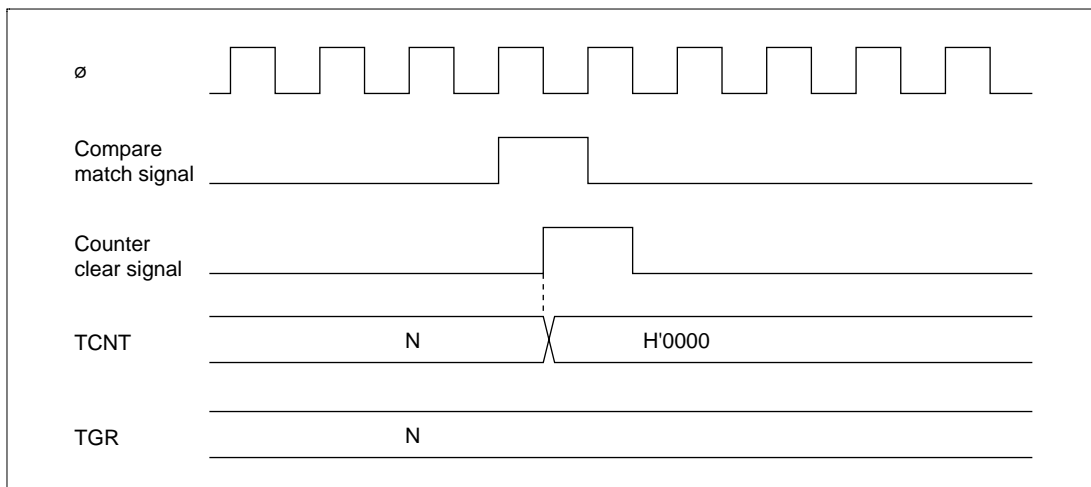 ø
Compare
match signal
Counter
clear signal
TCNT N H'0000
TGR N